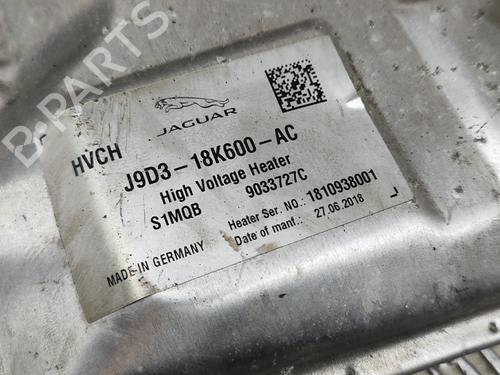 B-PARTS
JAGUAR
HVCH
J9D3-18K600-AC
High Voltage Heater
S1MQB 9033727C
Heater Ser. NO.: 1810938001
Date of manf.: 27.06.2018
MADE IN GERMANY